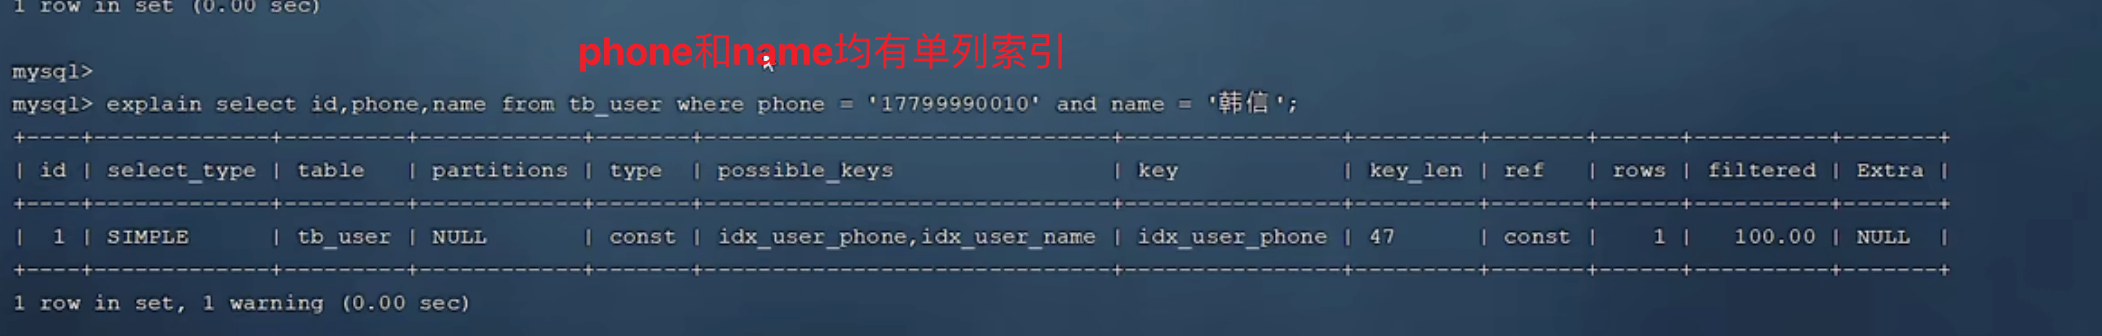 1 row in set (0.00 sec)
phone和name均有单列索引
mysql>
mysql> explain select id,phone,name from tb_user where phone = '17799990010' and name = '韩信';
+----+-------------+---------+------------+-------+------------------------------+----------------+---------+-------+------+----------+-------+
| id | select_type | table | partitions | type | possible_keys | key | key_len | ref | rows | filtered | Extra |
+----+-------------+---------+------------+-------+------------------------------+----------------+---------+-------+------+----------+-------+
| 1 | SIMPLE | tb_user | NULL | const | idx_user_phone,idx_user_name | idx_user_phone | 47 | const | 1 | 100.00 | NULL |
+----+-------------+---------+------------+-------+------------------------------+----------------+---------+-------+------+----------+-------+
1 row in set, 1 warning (0.00 sec)